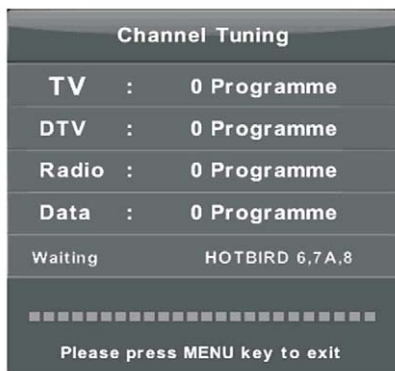 Channel Tuning
TV : 0 Programme
DTV : 0 Programme
Radio : 0 Programme
Data : 0 Programme
Waiting HOTBIRD 6,7A,8
Please press MENU key to exit